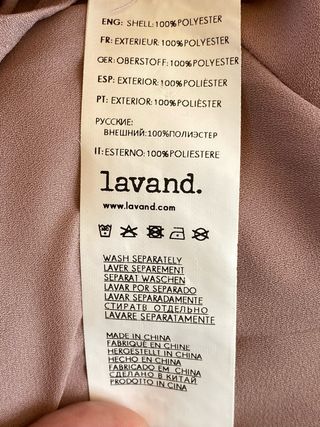 ENG: SHELL:100%POLYESTER
FR: EXTERIEUR:100%POLYESTER
GER: OBERSTOFF:100%POLYESTER
ESP: EXTERIOR:100%POLIÉSTER
PT: EXTERIOR:100%POLIÉSTER
РУССКИЕ:
ВНЕШНИЙ:100%ПОЛИЭСТЕР
IT:ESTERNO:100%POLIESTERE
lavand.
www.lavand.com
WASH SEPARATELY
LAVER SEPAREMENT
SEPARAT WASCHEN
LAVAR POR SEPARADO
LAVAR SEPARADAMENTE
СТИРАТЬ ОТДЕЛЬНО
LAVARE SEPARATAMENTE
MADE IN CHINA
FABRIQUÉ EN CHINE
HERGESTELLT IN CHINA
HECHO EN CHINA
FABRICADO EM CHINA
СДЕЛАНО В КИТАЙ
PRODOTTO IN CINA